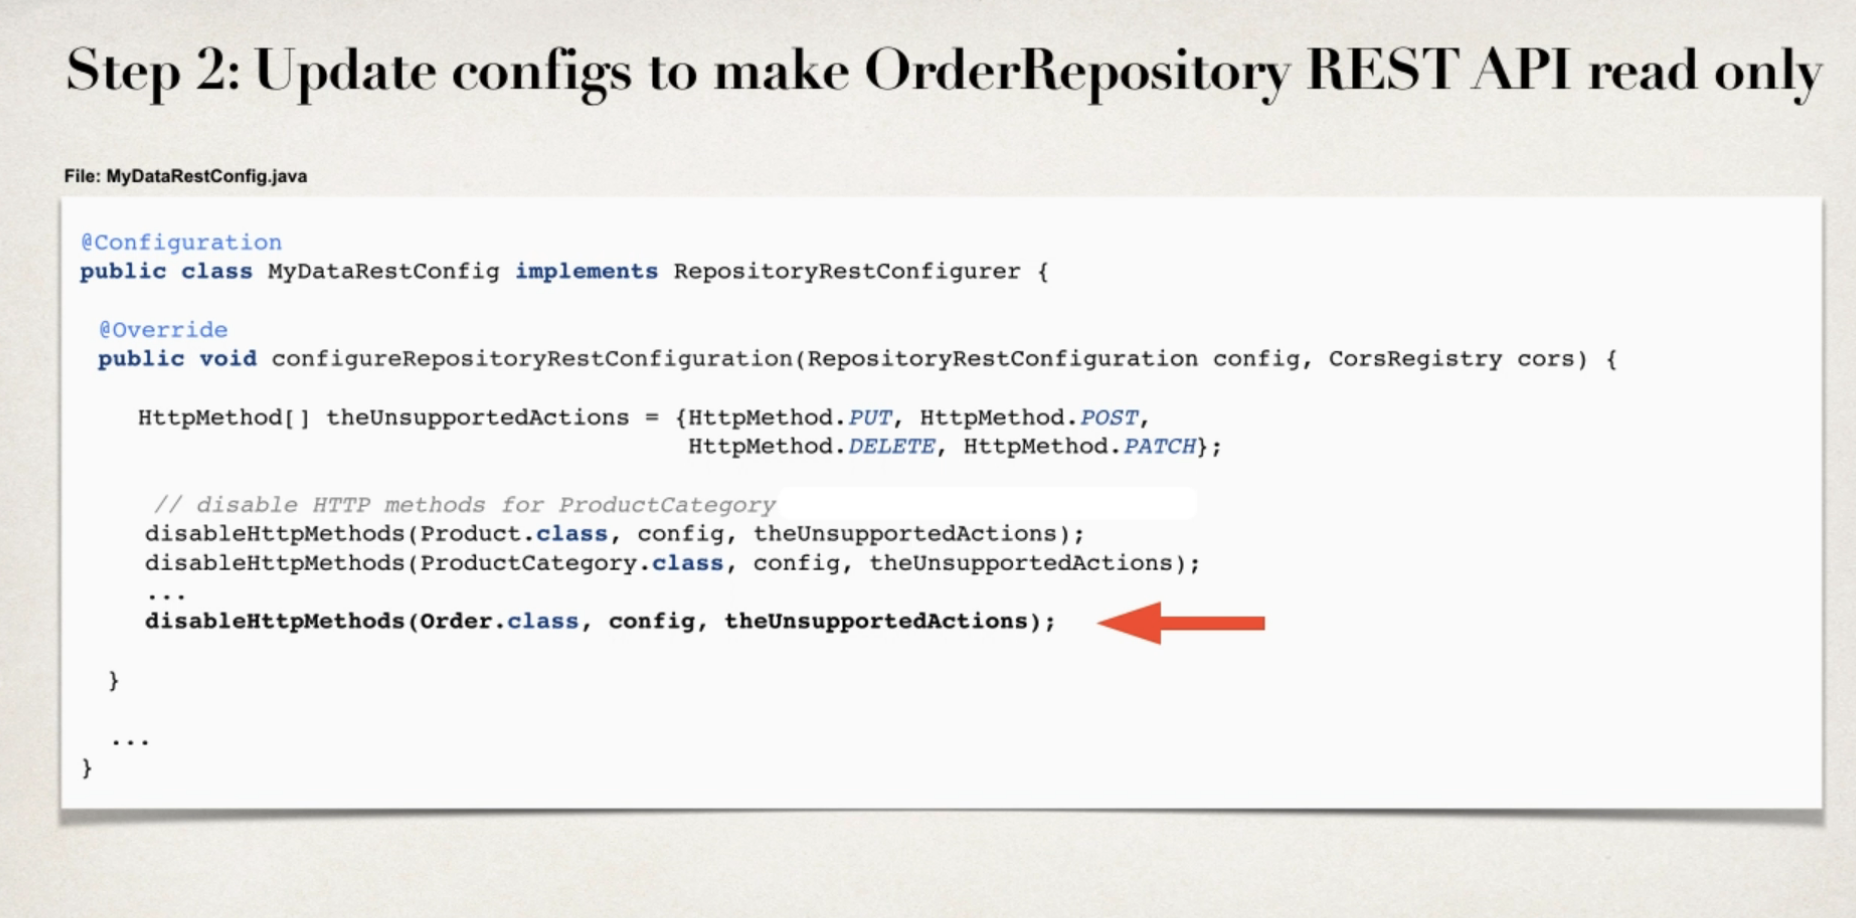 Step 2: Update configs to make OrderRepository REST API read only
File: MyDataRestConfig.java
@Configuration
public class MyDataRestConfig implements RepositoryRestConfigurer {
@Override
public void configureRepositoryRestConfiguration(RepositoryRestConfiguration config, CorsRegistry cors) {
HttpMethod[] theUnsupportedActions = {HttpMethod.PUT, HttpMethod.POST,
HttpMethod.DELETE, HttpMethod.PATCH};
// disable HTTP methods for ProductCategory
disableHttpMethods(Product.class, config, theUnsupportedActions);
disableHttpMethods(ProductCategory.class, config, theUnsupportedActions);
...
disableHttpMethods(Order.class, config, theUnsupportedActions);
}
...
}